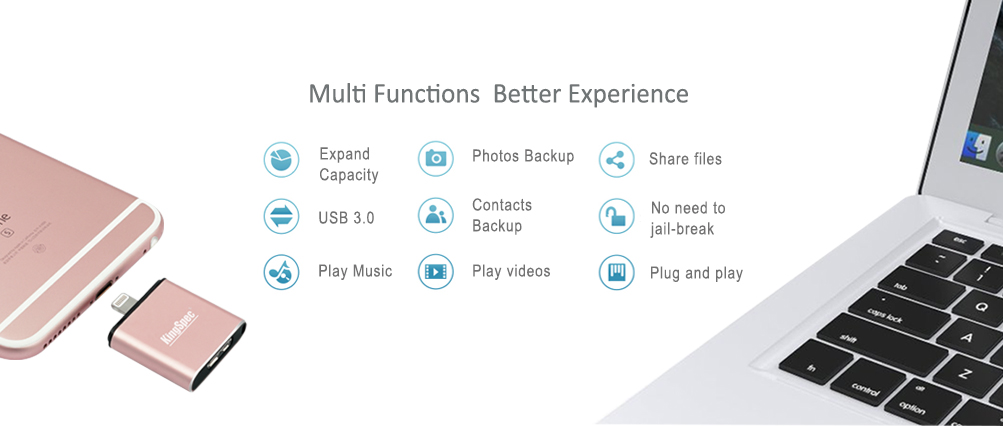 Multi Functions Better Experience
Expand
Capacity
Photos Backup
Share files
USB 3.0
Contacts
Backup
No need to
jail-break
Play Music
Play videos
Plug and play
KingSpec
S
esc
tab
Q
caps lock
A
shift
Z
fn
control
alt
option